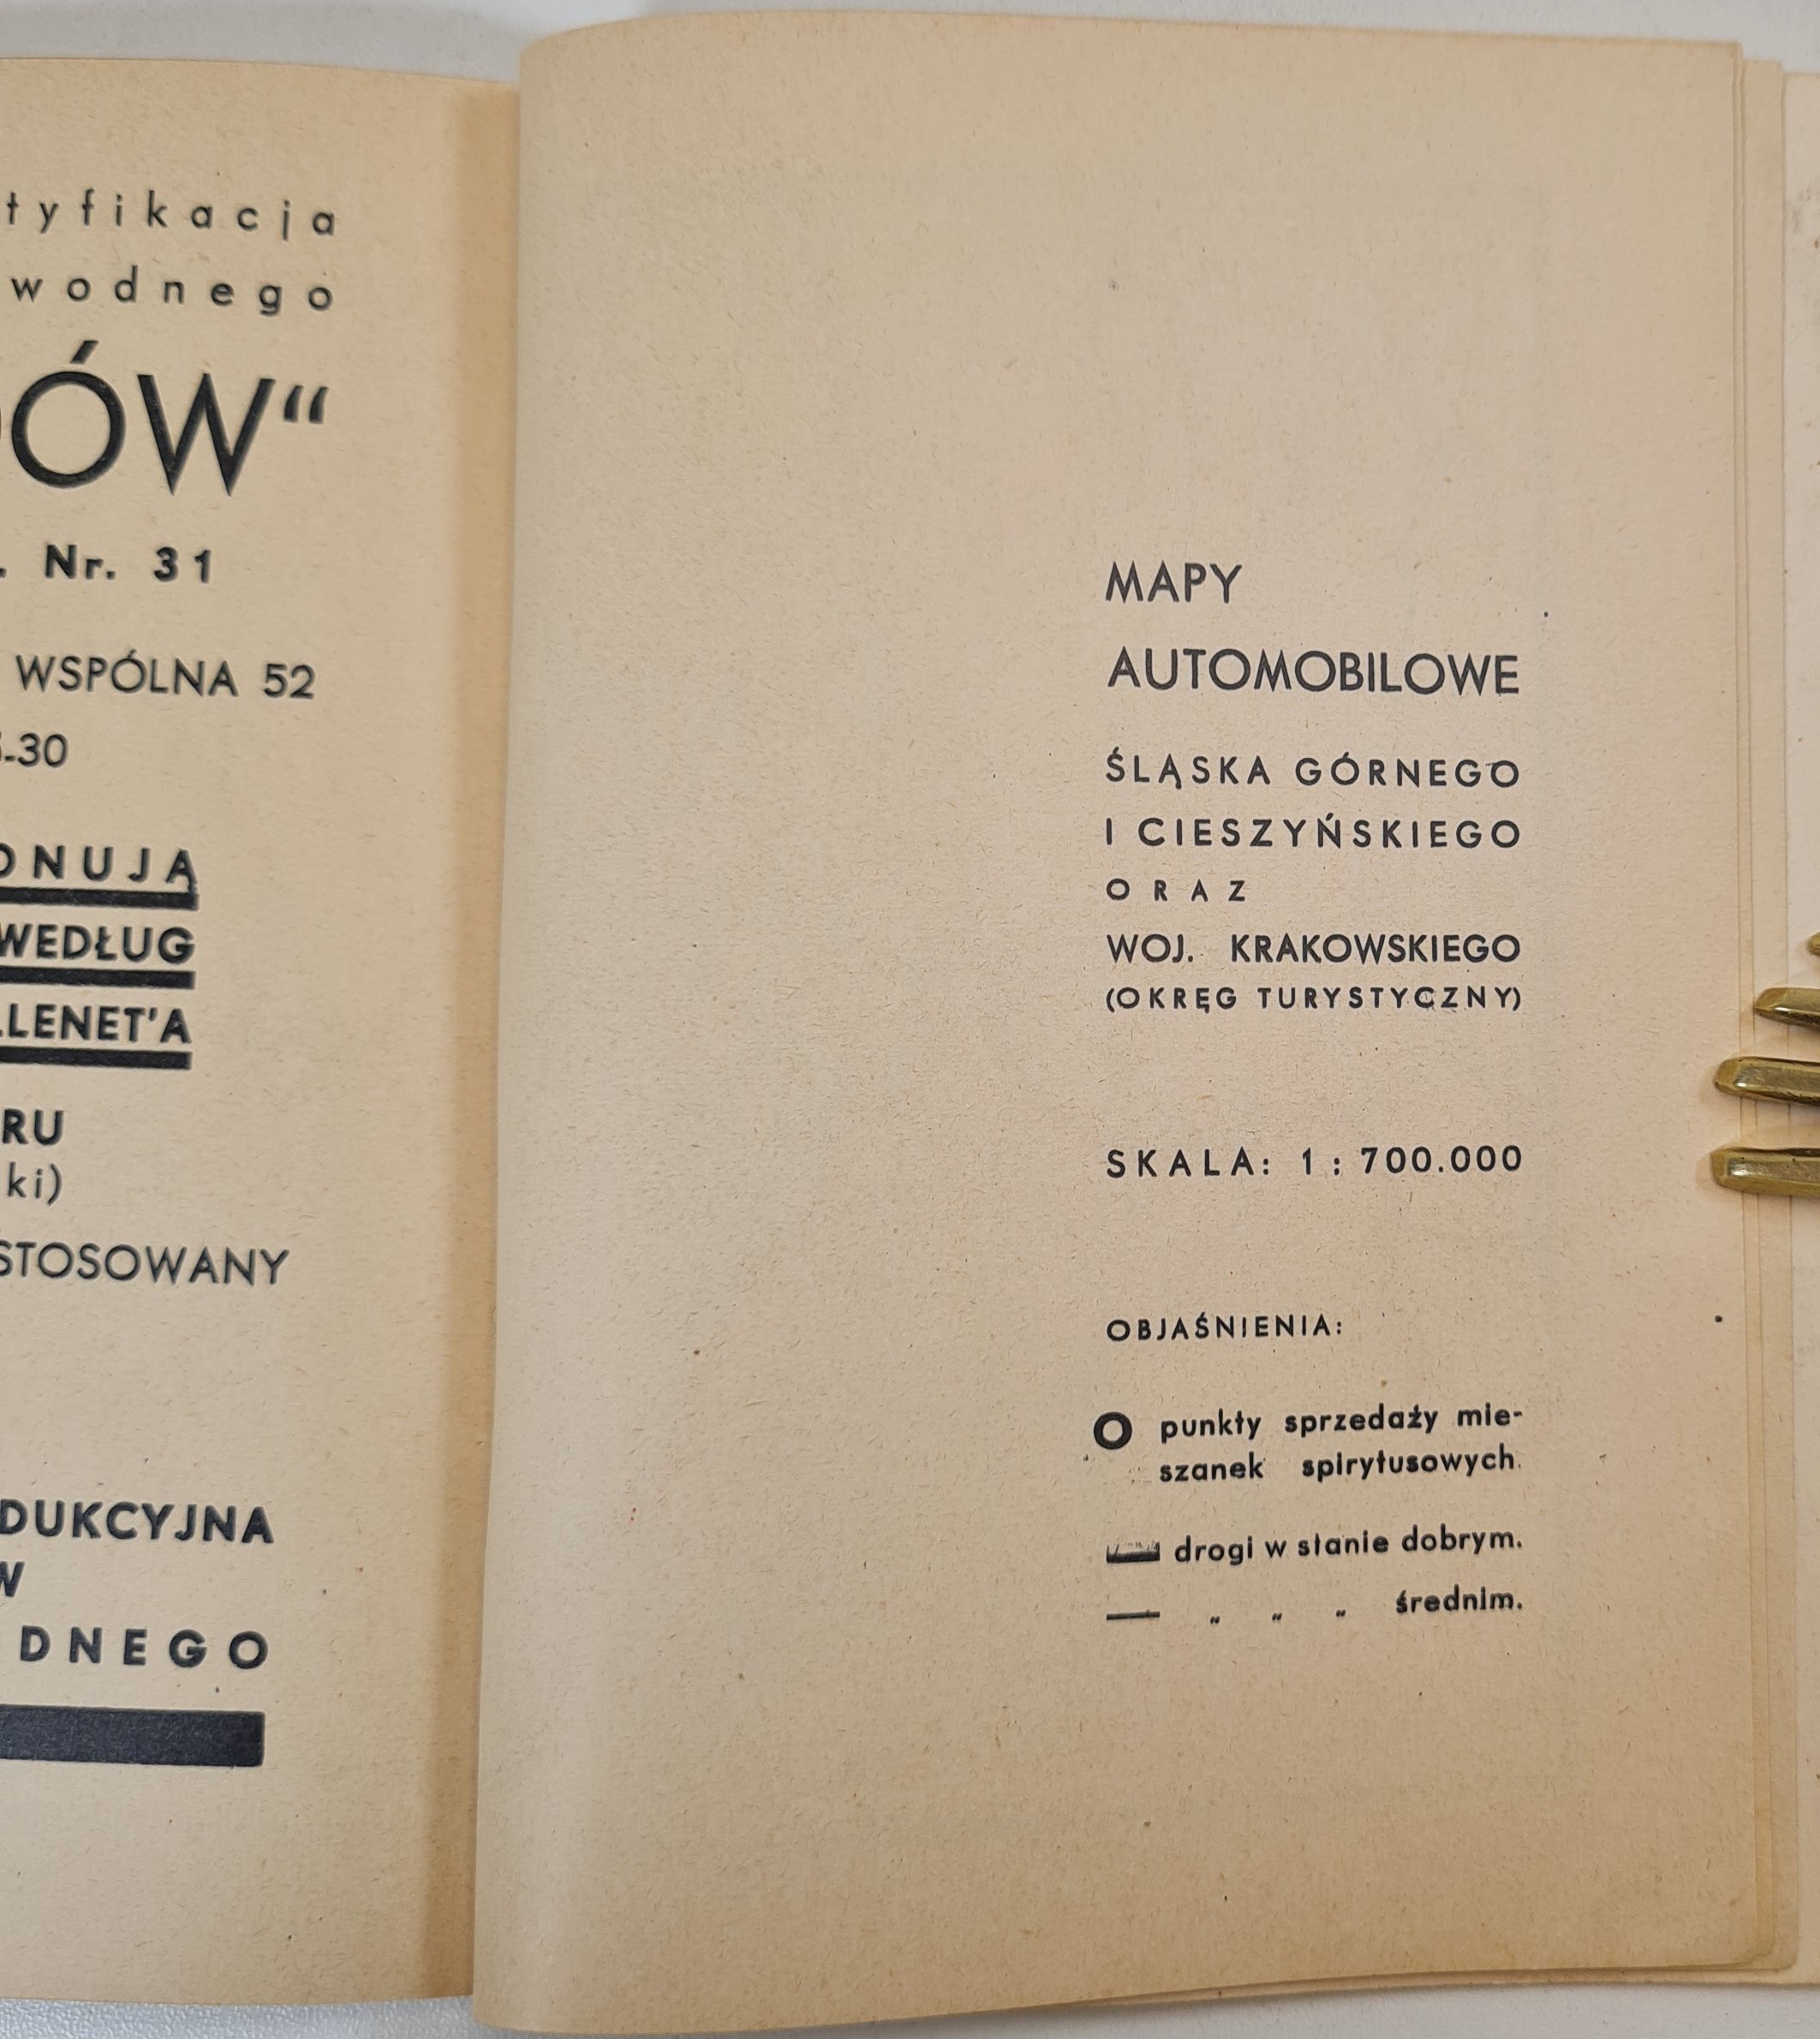 tyfikacja
wodnego
ÓW“
. Nr. 31
WSPÓLNA 52
-30
ONUJĄ
WEDŁUG
LLENET'A
RU
ki)
STOSOWANY
DUKCYJNA
W
DNEGO
MAPY
AUTOMOBILOWE
ŚLĄSKA GÓRNEGO
I CIESZYŃSKIEGO
ORAZ
WOJ. KRAKOWSKIEGO
(OKRĘG TURYSTYCZNY)
SKALA: 1 : 700.000
OBJAŚNIENIA:
punkty sprzedaży mie-
szanek spirytusowych.
drogi w stanie dobrym.
„ „ „ średnim.